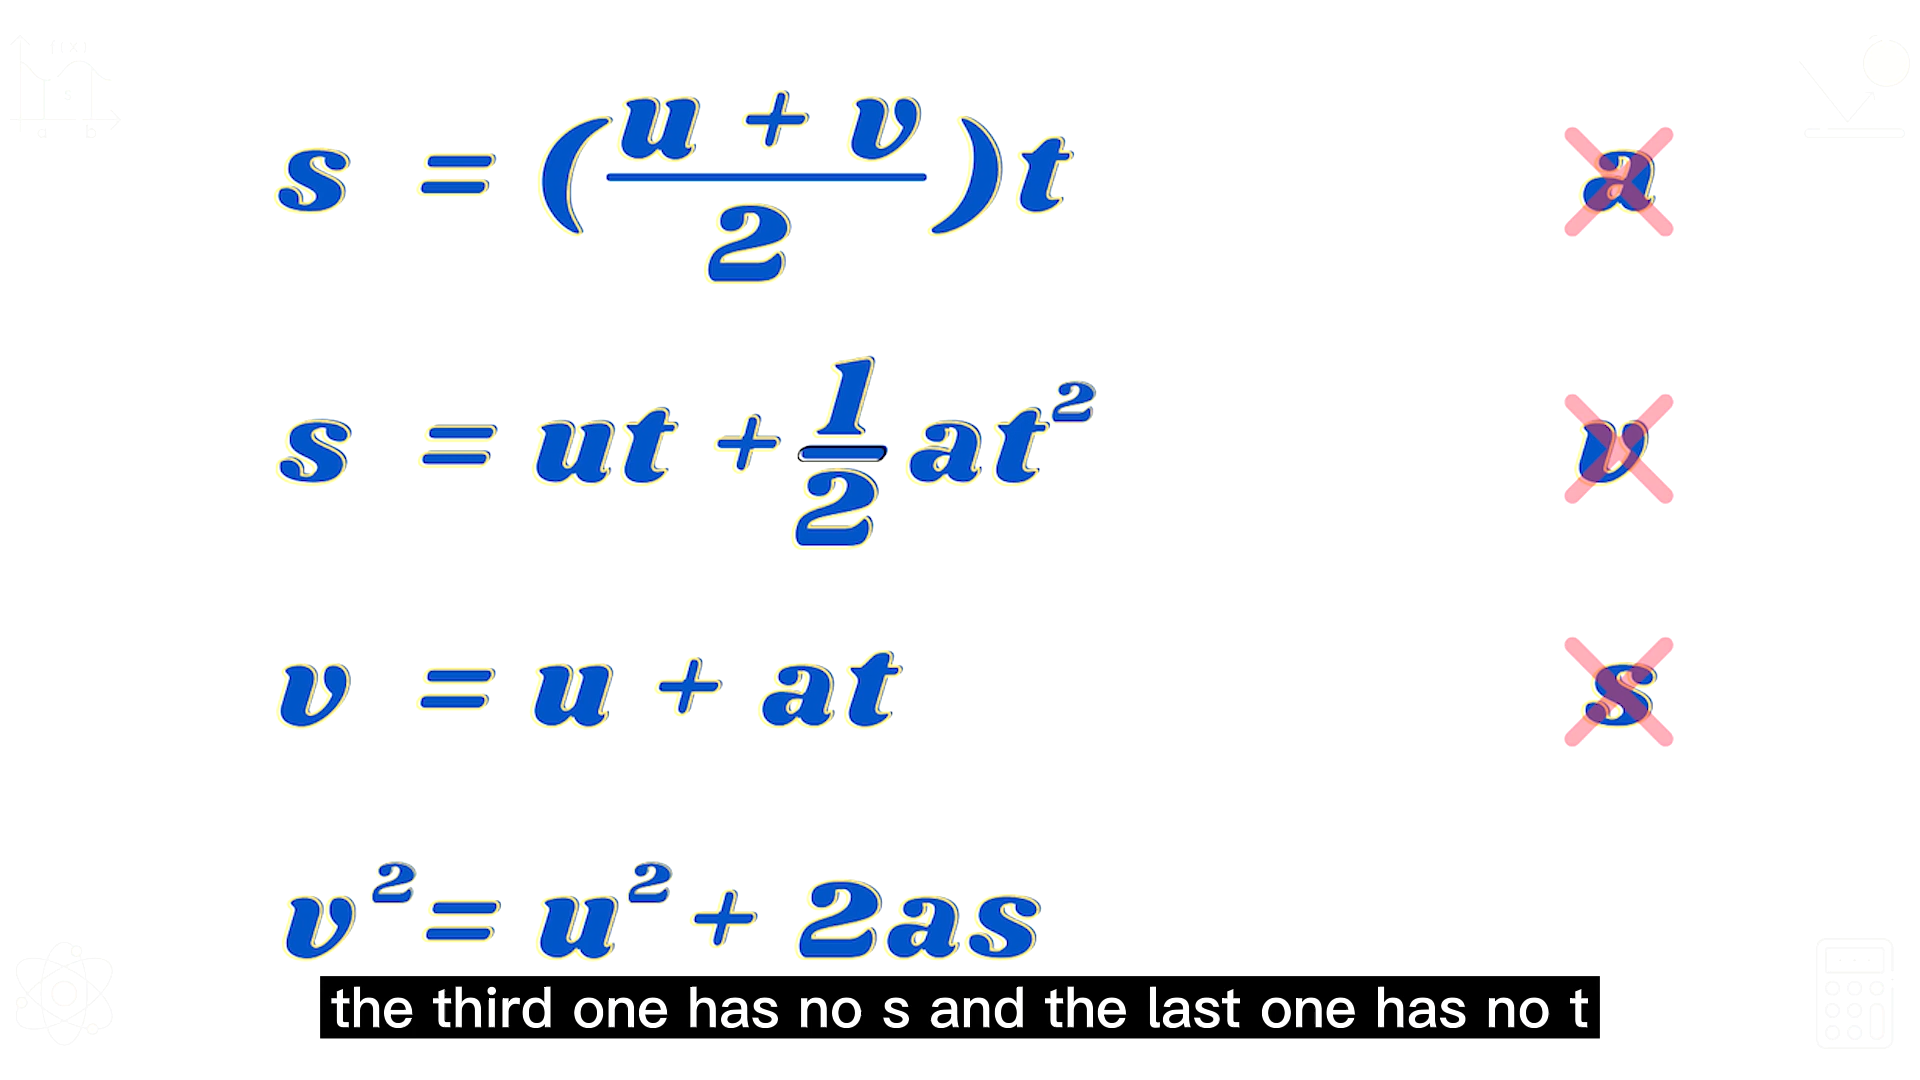 s = (u + v / 2)t a
s = ut + 1/2 at² v
v = u + at s
v² = u² + 2as
the third one has no s and the last one has no t